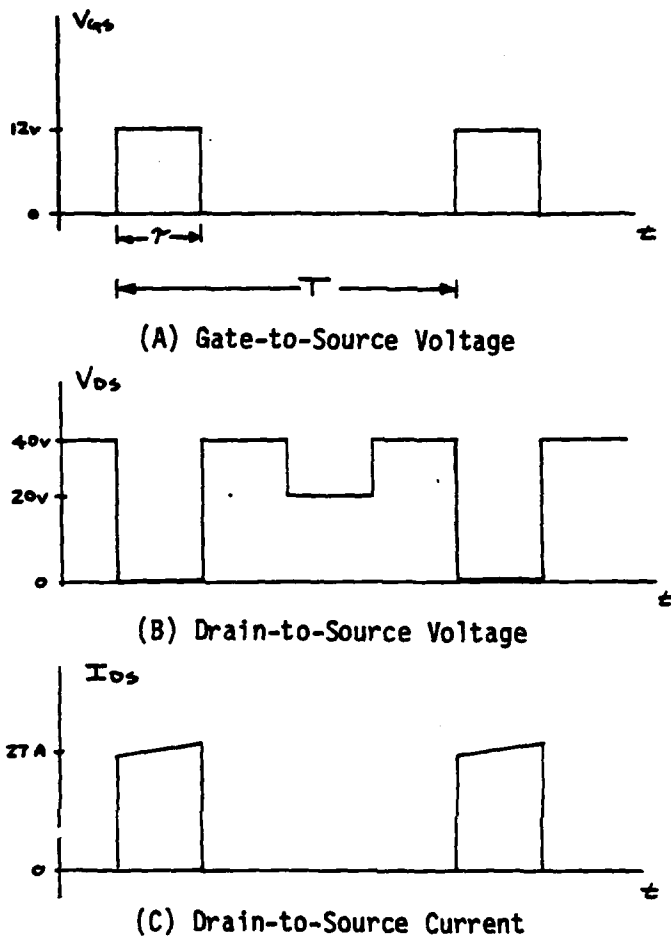 VGS
12v
0
τ
t
T
(A) Gate-to-Source Voltage
VDS
40v
20v
0
t
(B) Drain-to-Source Voltage
IDS
27A
0
t
(C) Drain-to-Source Current